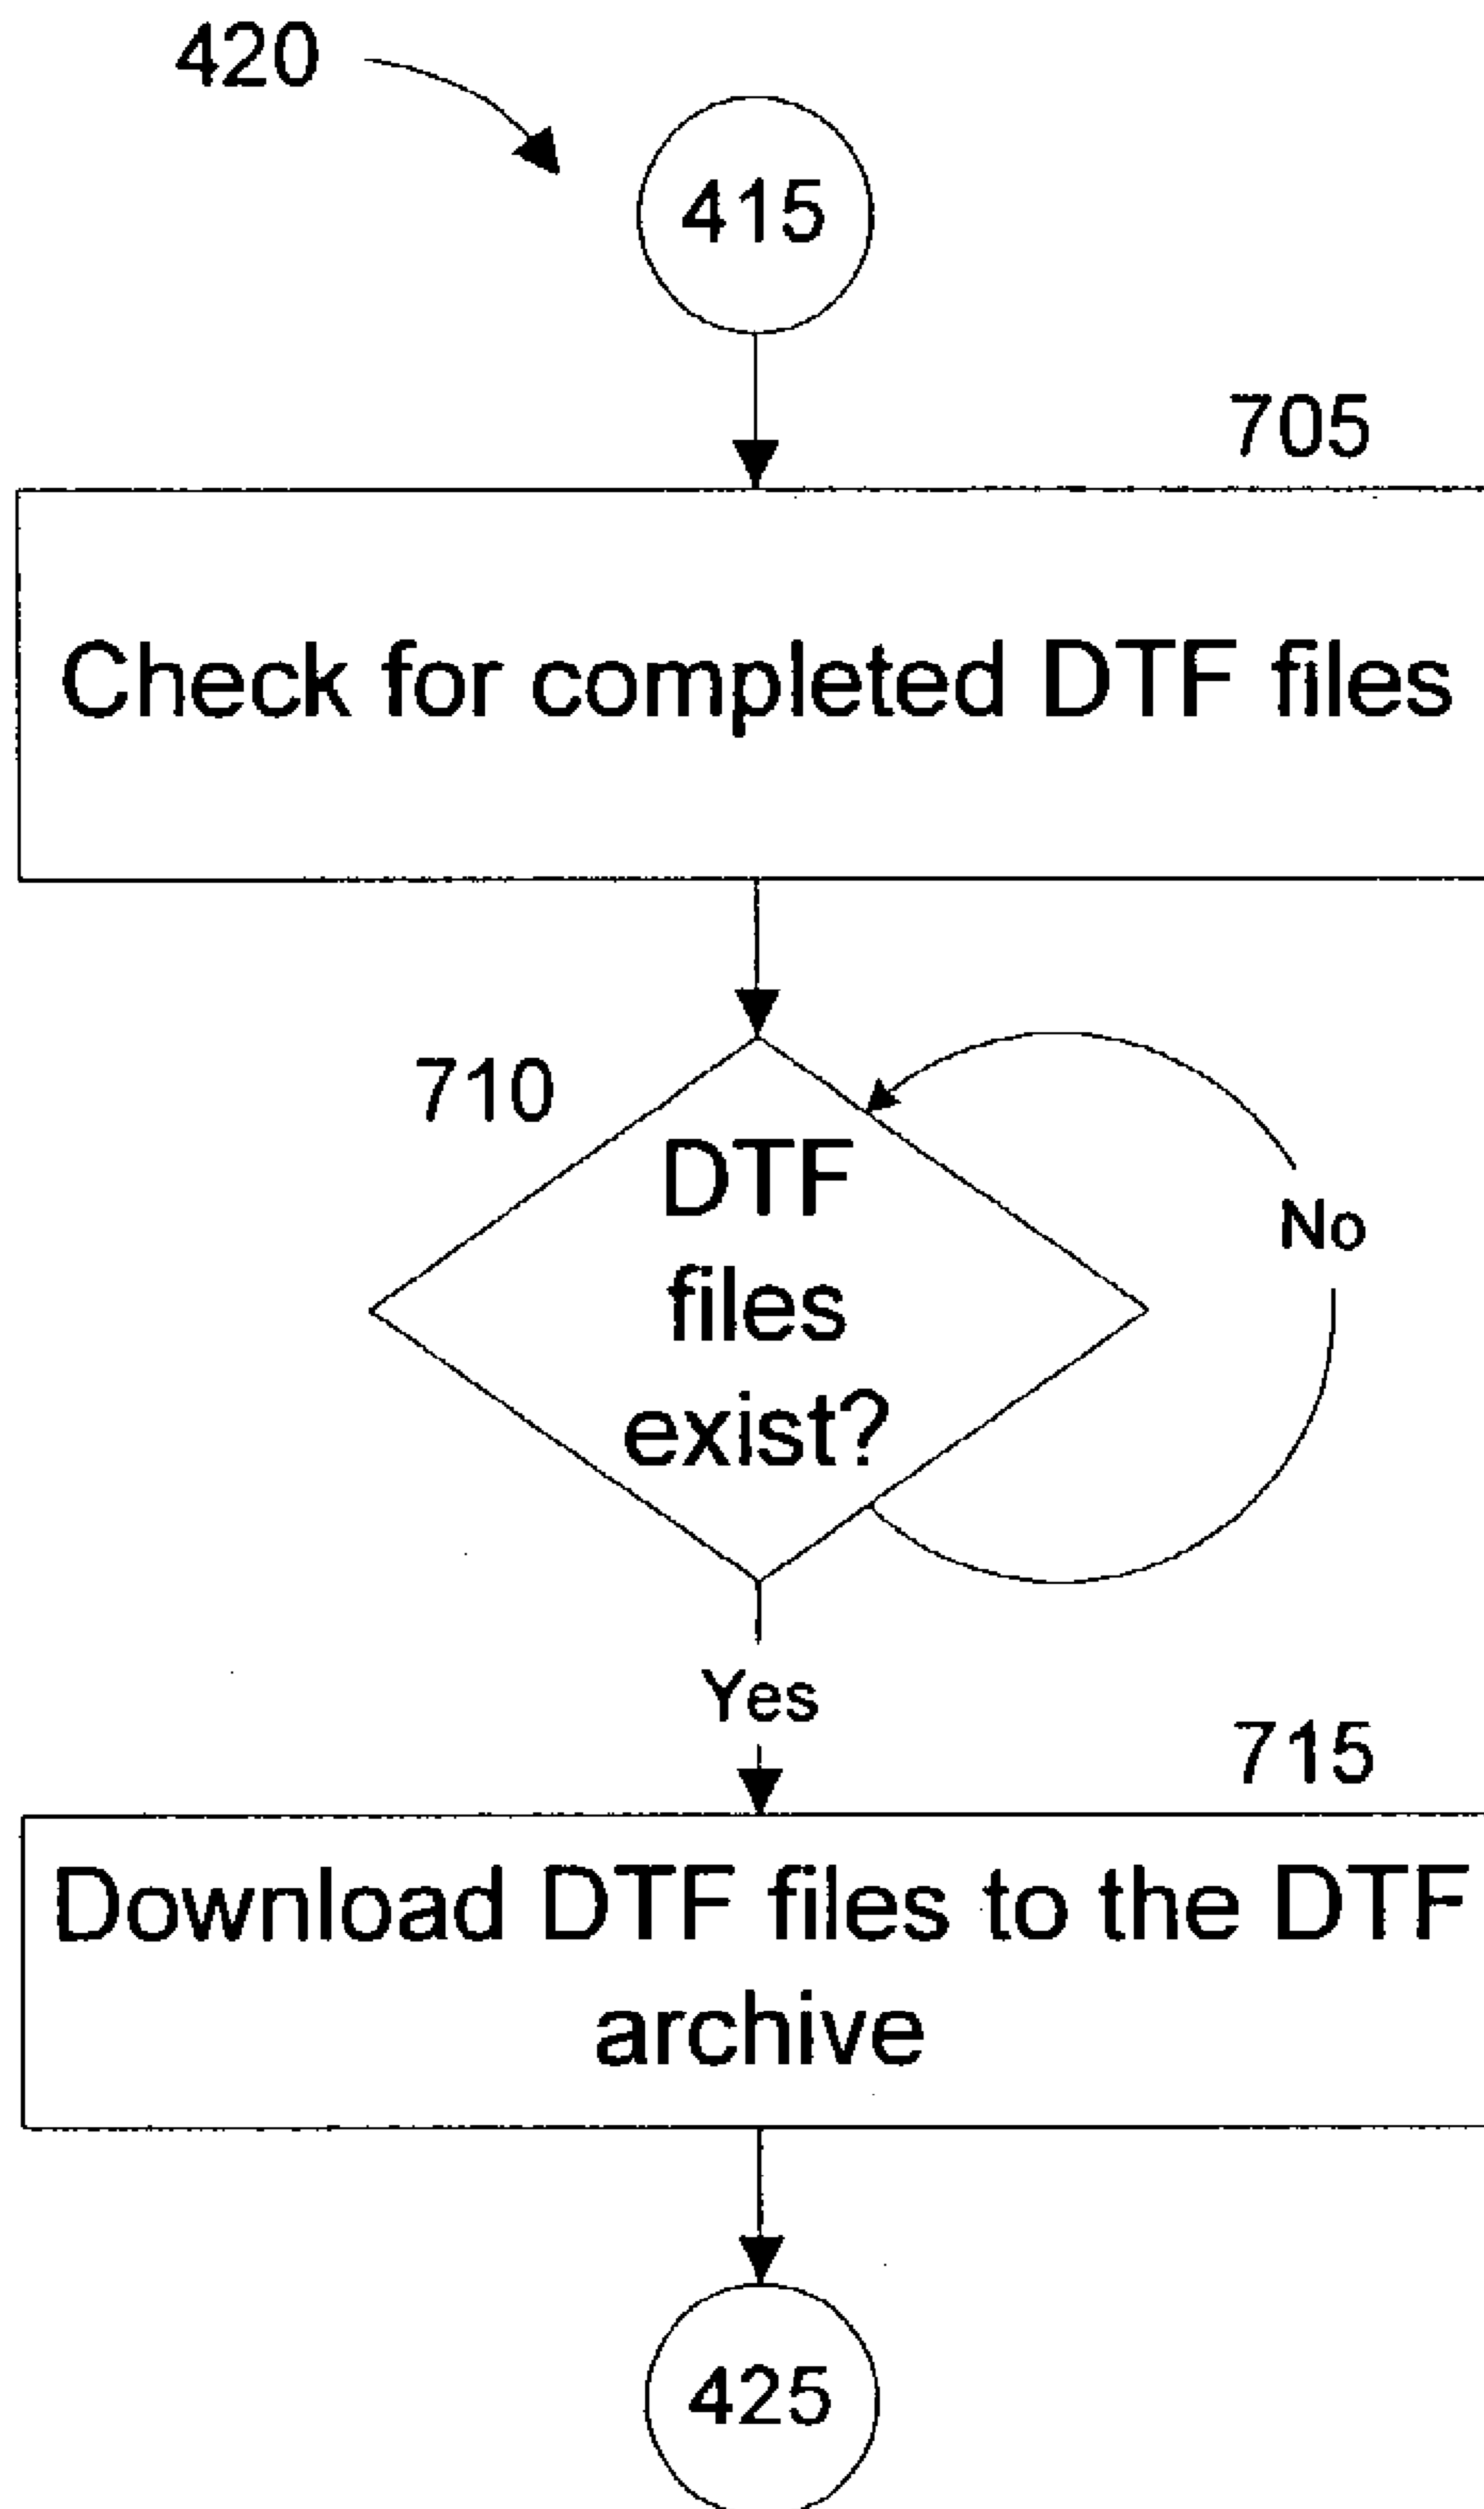 420
415
705
Check for completed DTF files
710
DTF
files
exist?
No
Yes
715
Download DTF files to the DTF
archive
425